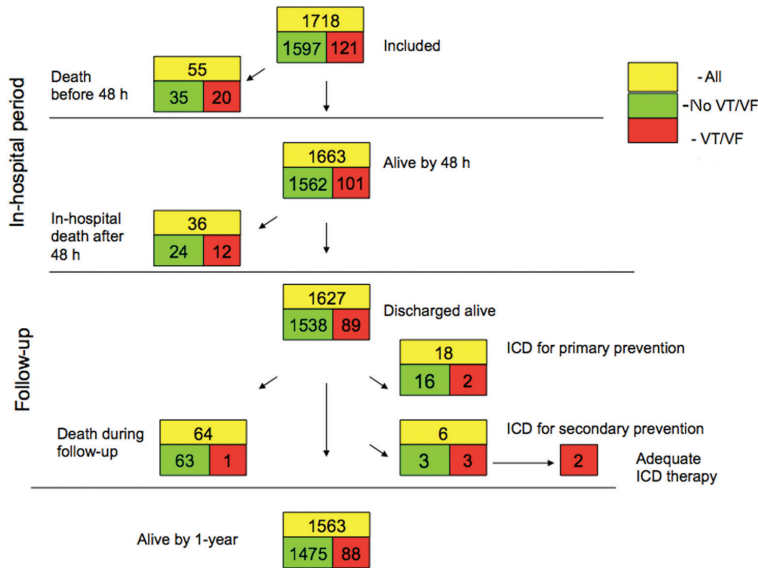 1718
1597 121
Included
55
35 20
Death
before 48 h
- All
-No VT/VF
- VT/VF
In-hospital period
1663
1562 101
Alive by 48 h
36
24 12
In-hospital
death after
48 h
1627
1538 89
Discharged alive
18
16 2
ICD for primary prevention
Follow-up
64
63 1
Death during
follow-up
6
3 3
ICD for secondary prevention
2
Adequate
ICD therapy
1563
1475 88
Alive by 1-year